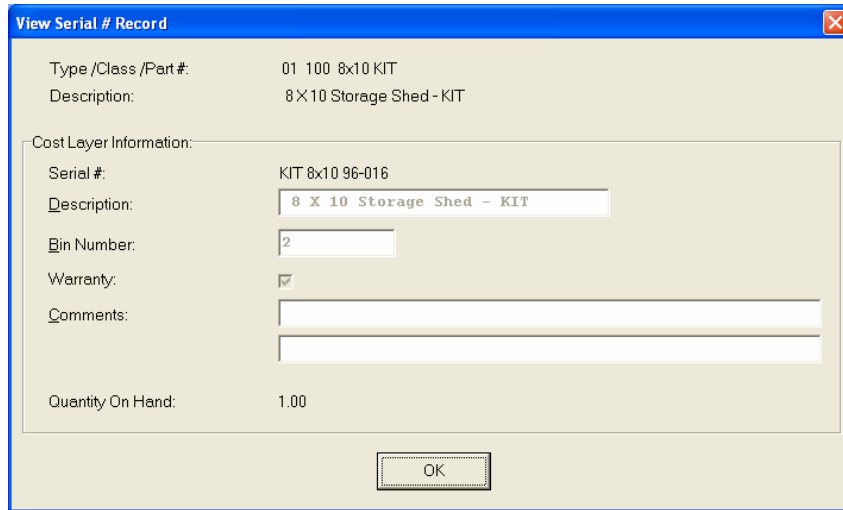 View Serial # Record
Type /Class /Part #: 01 100 8x10 KIT
Description: 8 X 10 Storage Shed - KIT
Cost Layer Information:
Serial #: KIT 8x10 96-016
Description: 8 X 10 Storage Shed - KIT
Bin Number: 2
Warranty:
Comments:
Quantity On Hand: 1.00
OK